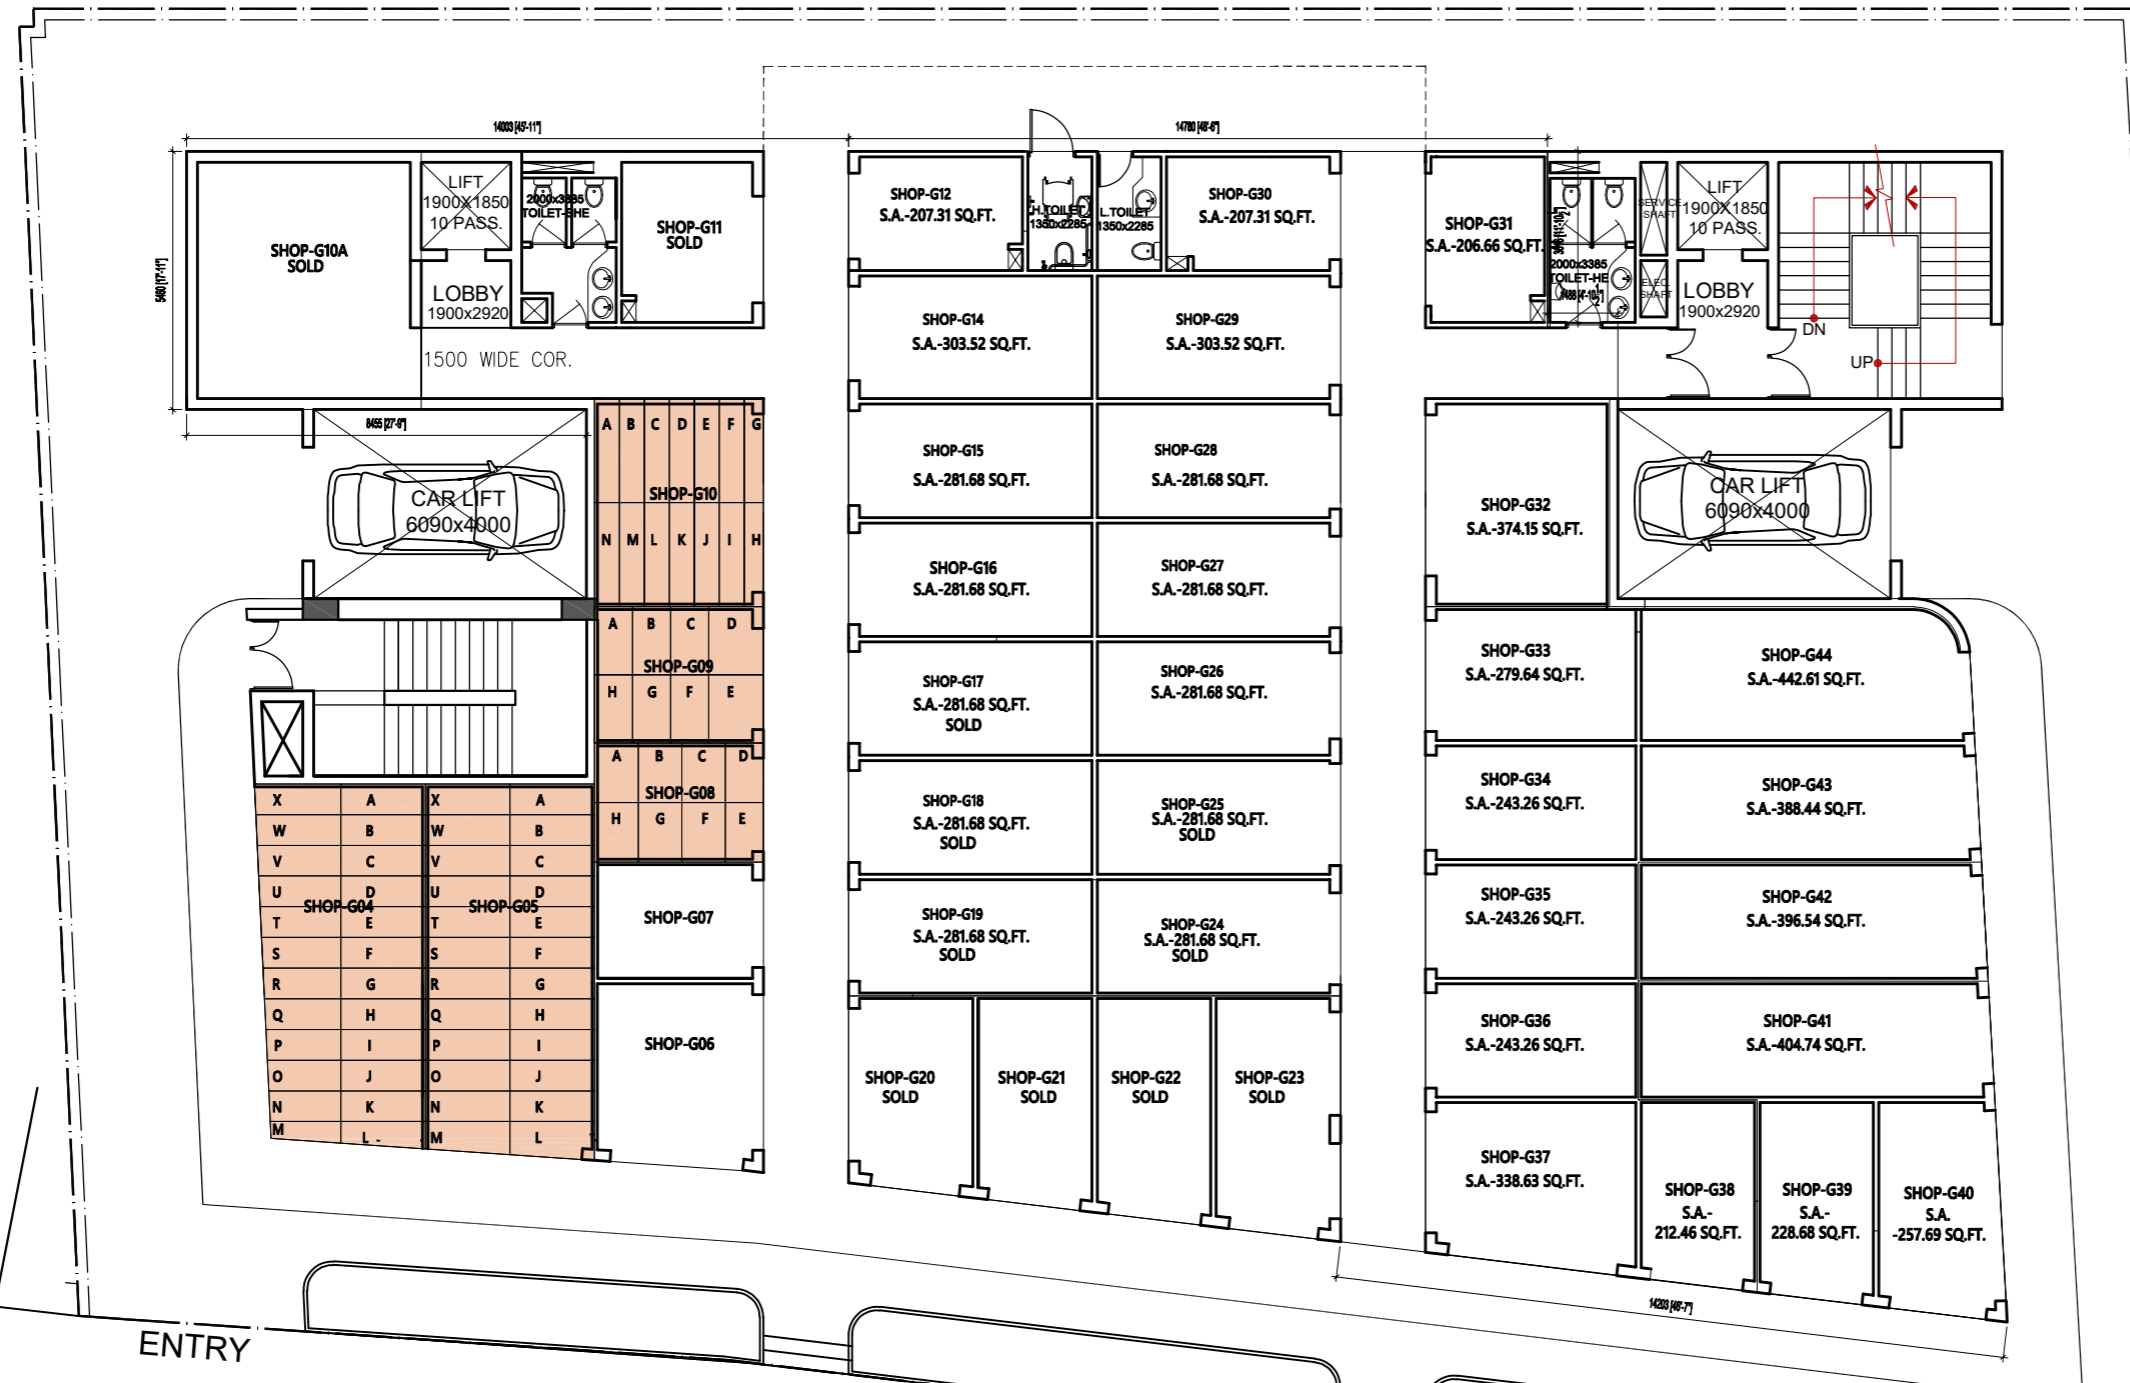 14003 [45'-11"]
14780 [48'-6"]
5460 [17'-11"]
SHOP-G10A
SOLD
LIFT
1900X1850
10 PASS.
LOBBY
1900x2920
2000x3385
TOILET-SHE
SHOP-G11
SOLD
1500 WIDE COR.
SHOP-G12
S.A.-207.31 SQ.FT.
H.TOILET
1350x2285
L.TOILET
1350x2285
SHOP-G30
S.A.-207.31 SQ.FT.
SHOP-G31
S.A.-206.66 SQ.FT.
2000x3385
TOILET-HE
SERVICE
SHAFT
ELEC.
SHAFT
LIFT
1900X1850
10 PASS.
LOBBY
1900x2920
DN
UP
8455 [27'-9"]
CAR LIFT
6090x4000
A B C D E F G
SHOP-G10
N M L K J I H
A B C D
SHOP-G09
H G F E
A B C D
SHOP-G08
H G F E
SHOP-G07
SHOP-G06
X A X A
W B W B
V C V C
U D U D
SHOP-G04 SHOP-G05
T E T E
S F S F
R G R G
Q H Q H
P I P I
O J O J
N K N K
M L M L
SHOP-G14
S.A.-303.52 SQ.FT.
SHOP-G29
S.A.-303.52 SQ.FT.
SHOP-G15
S.A.-281.68 SQ.FT.
SHOP-G28
S.A.-281.68 SQ.FT.
SHOP-G16
S.A.-281.68 SQ.FT.
SHOP-G27
S.A.-281.68 SQ.FT.
SHOP-G17
S.A.-281.68 SQ.FT.
SOLD
SHOP-G26
S.A.-281.68 SQ.FT.
SHOP-G18
S.A.-281.68 SQ.FT.
SOLD
SHOP-G25
S.A.-281.68 SQ.FT.
SOLD
SHOP-G19
S.A.-281.68 SQ.FT.
SOLD
SHOP-G24
S.A.-281.68 SQ.FT.
SOLD
SHOP-G20
SOLD
SHOP-G21
SOLD
SHOP-G22
SOLD
SHOP-G23
SOLD
SHOP-G32
S.A.-374.15 SQ.FT.
CAR LIFT
6090x4000
SHOP-G33
S.A.-279.64 SQ.FT.
SHOP-G44
S.A.-442.61 SQ.FT.
SHOP-G34
S.A.-243.26 SQ.FT.
SHOP-G43
S.A.-388.44 SQ.FT.
SHOP-G35
S.A.-243.26 SQ.FT.
SHOP-G42
S.A.-396.54 SQ.FT.
SHOP-G36
S.A.-243.26 SQ.FT.
SHOP-G41
S.A.-404.74 SQ.FT.
SHOP-G37
S.A.-338.63 SQ.FT.
SHOP-G38
S.A.-
212.46 SQ.FT.
SHOP-G39
S.A.-
228.68 SQ.FT.
SHOP-G40
S.A.
-257.69 SQ.FT.
14203 [46'-7"]
ENTRY